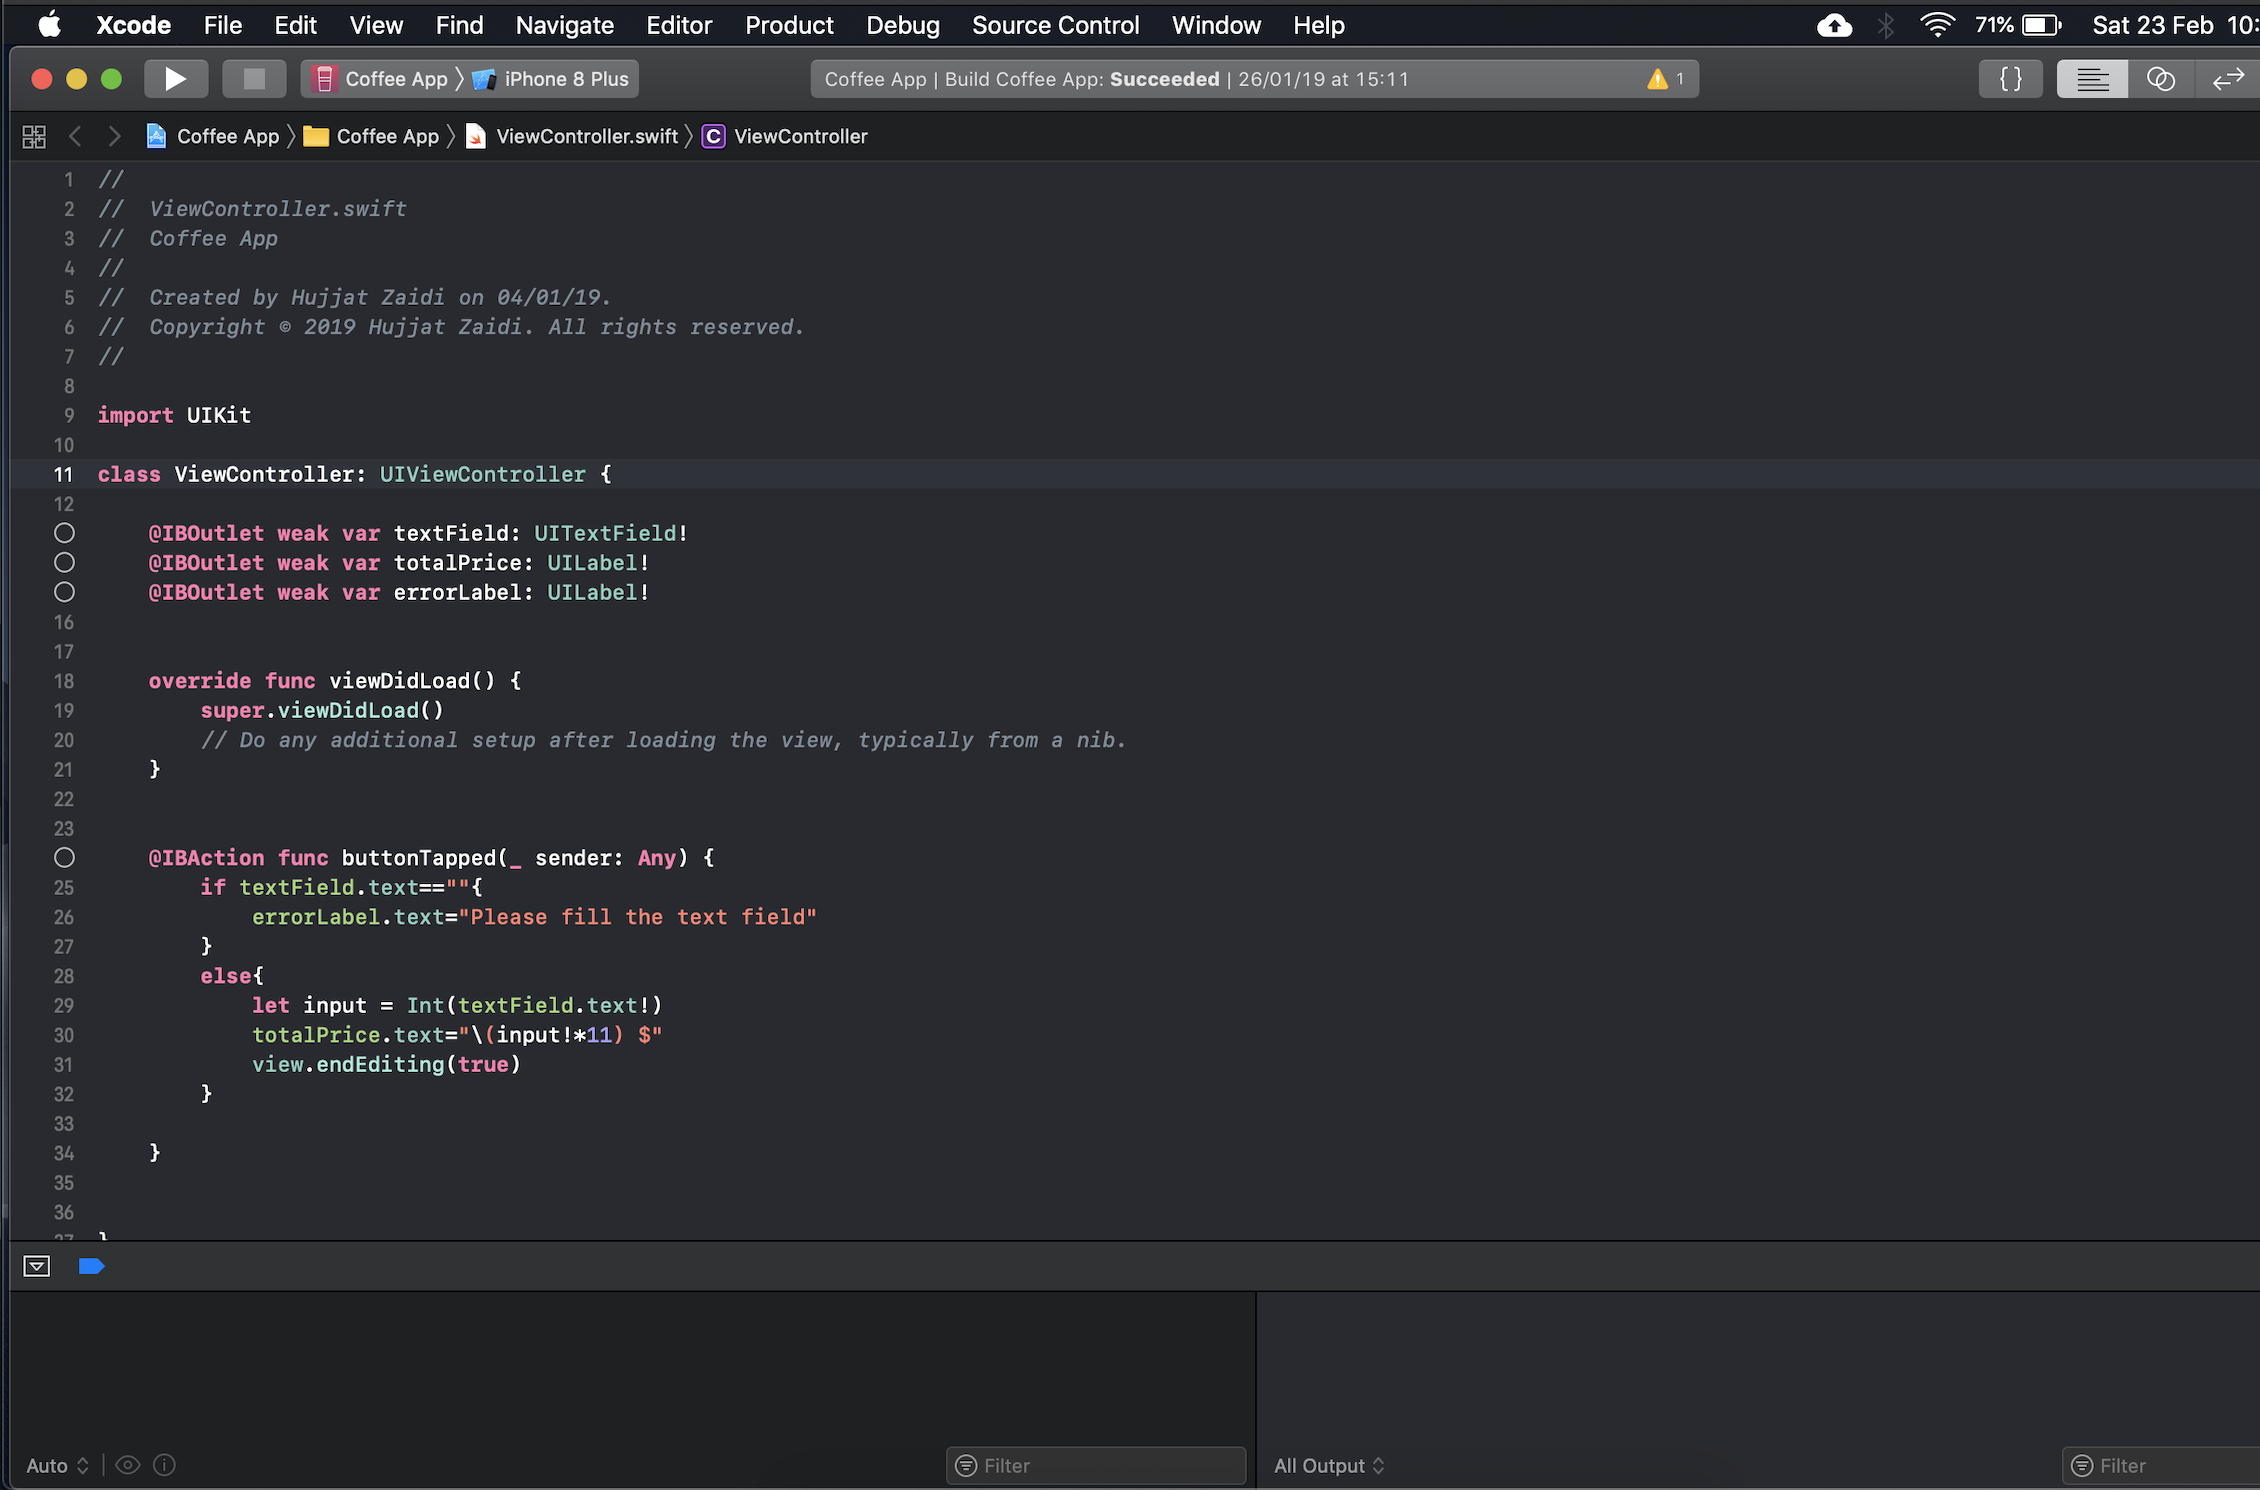 Xcode File Edit View Find Navigate Editor Product Debug Source Control Window Help 71% Sat 23 Feb 10:
Coffee App iPhone 8 Plus Coffee App | Build Coffee App: Succeeded | 26/01/19 at 15:11 1 {}
Coffee App Coffee App ViewController.swift C ViewController
1 //
2 //  ViewController.swift
3 //  Coffee App
4 //
5 //  Created by Hujjat Zaidi on 04/01/19.
6 //  Copyright © 2019 Hujjat Zaidi. All rights reserved.
7 //
8
9 import UIKit
10
11 class ViewController: UIViewController {
12
@IBOutlet weak var textField: UITextField!
@IBOutlet weak var totalPrice: UILabel!
@IBOutlet weak var errorLabel: UILabel!
16
17
18 override func viewDidLoad() {
19 super.viewDidLoad()
20 // Do any additional setup after loading the view, typically from a nib.
21 }
22
23
@IBAction func buttonTapped(_ sender: Any) {
25 if textField.text==""{
26 errorLabel.text="Please fill the text field"
27 }
28 else{
29 let input = Int(textField.text!)
30 totalPrice.text="\(input!*11) $"
31 view.endEditing(true)
32 }
33
34 }
35
36
37 }
Auto Filter All Output Filter